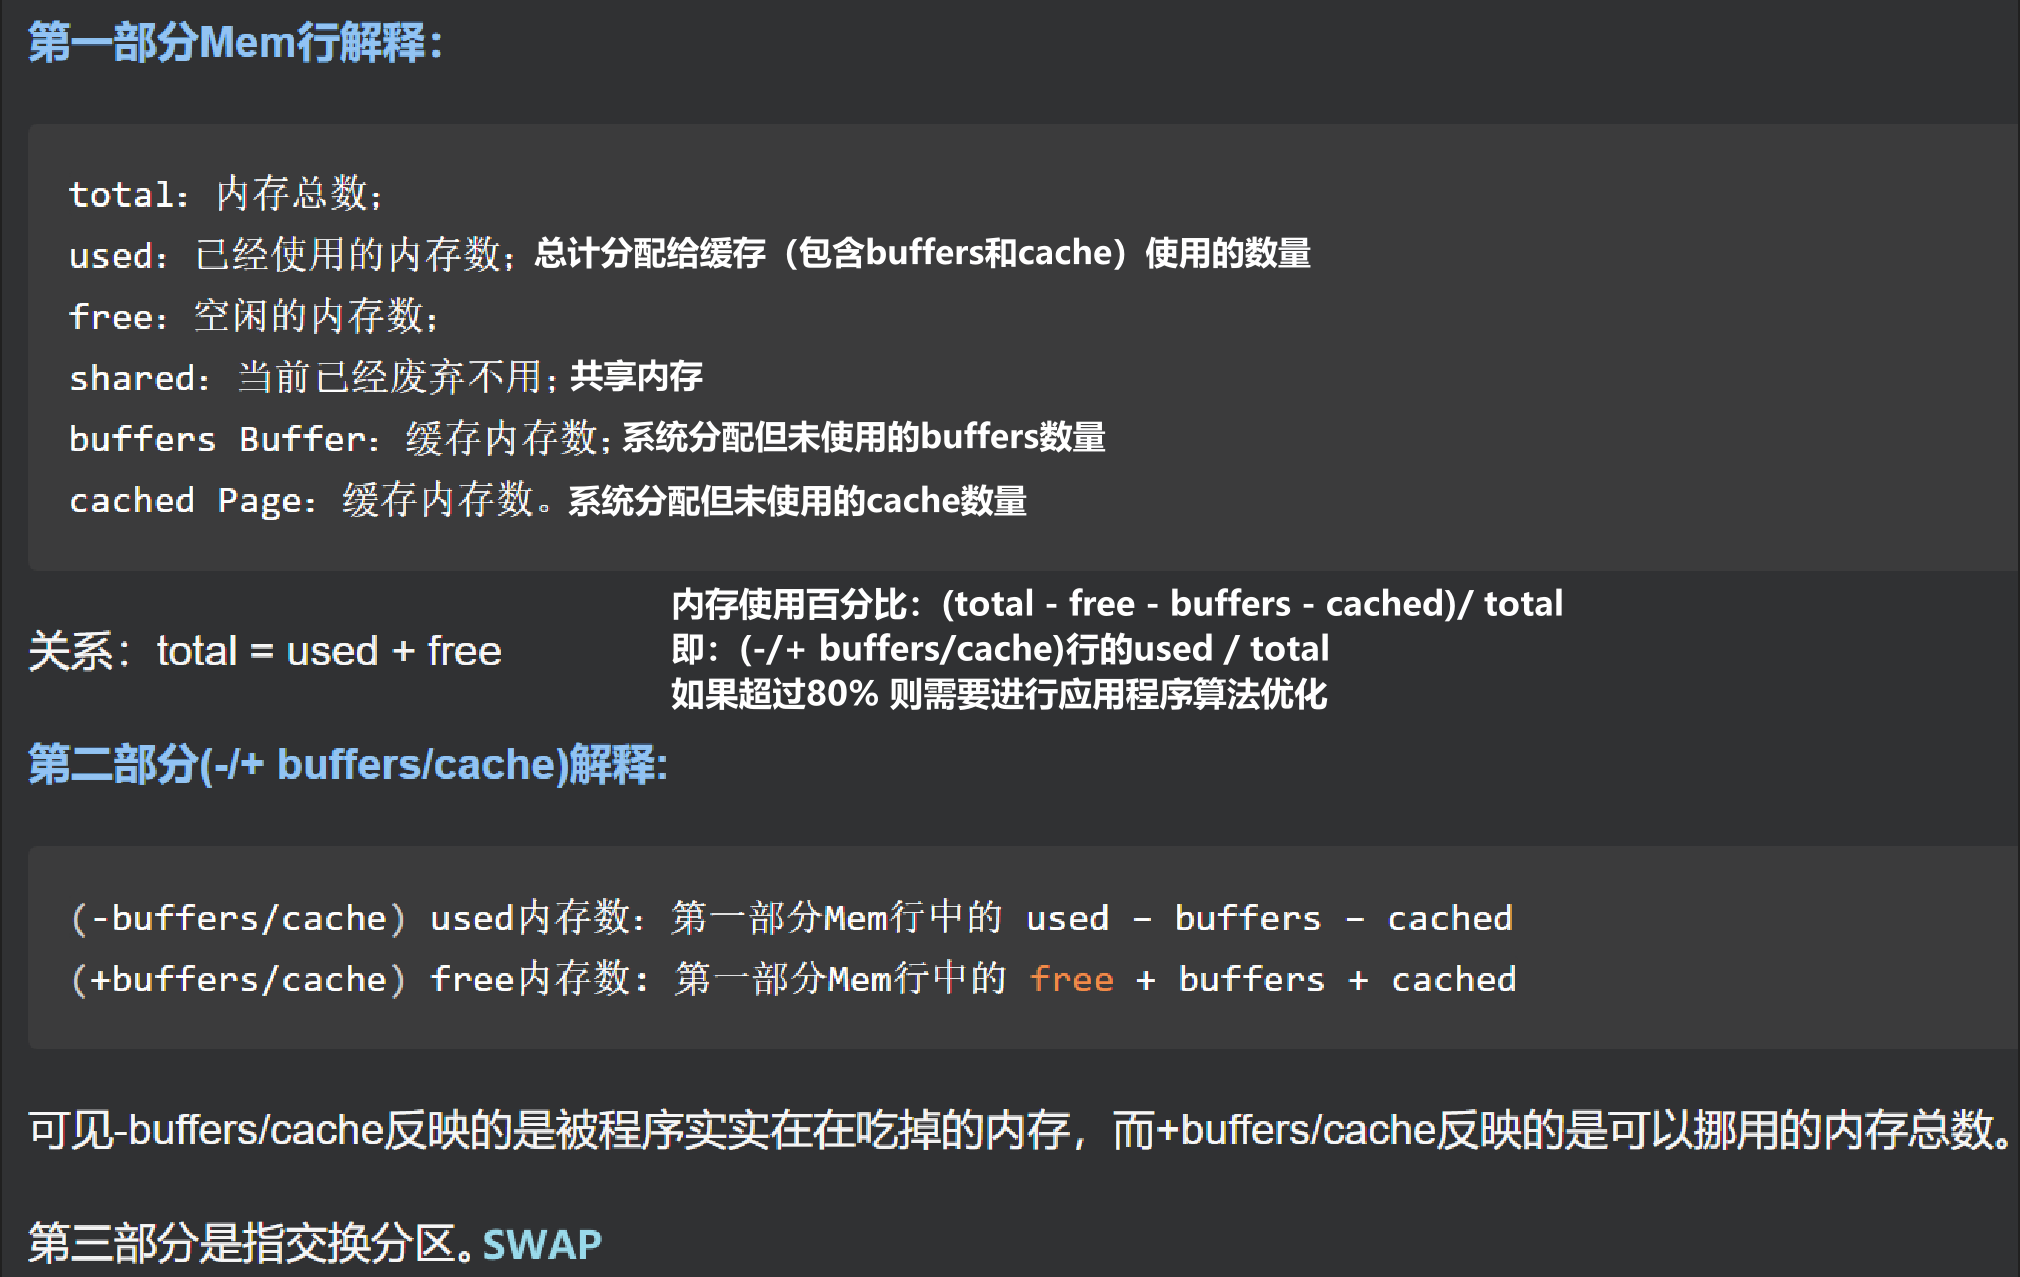 第一部分Mem行解释：
total：内存总数；
used：已经使用的内存数；总计分配给缓存（包含buffers和cache）使用的数量
free：空闲的内存数；
shared：当前已经废弃不用；共享内存
buffers Buffer：缓存内存数；系统分配但未使用的buffers数量
cached Page：缓存内存数。系统分配但未使用的cache数量
关系：total = used + free
内存使用百分比：(total - free - buffers - cached)/ total
即：(-/+ buffers/cache)行的used / total
如果超过80% 则需要进行应用程序算法优化
第二部分(-/+ buffers/cache)解释:
(-buffers/cache) used内存数：第一部分Mem行中的 used – buffers – cached
(+buffers/cache) free内存数: 第一部分Mem行中的 free + buffers + cached
可见-buffers/cache反映的是被程序实实在在吃掉的内存，而+buffers/cache反映的是可以挪用的内存总数。
第三部分是指交换分区。SWAP